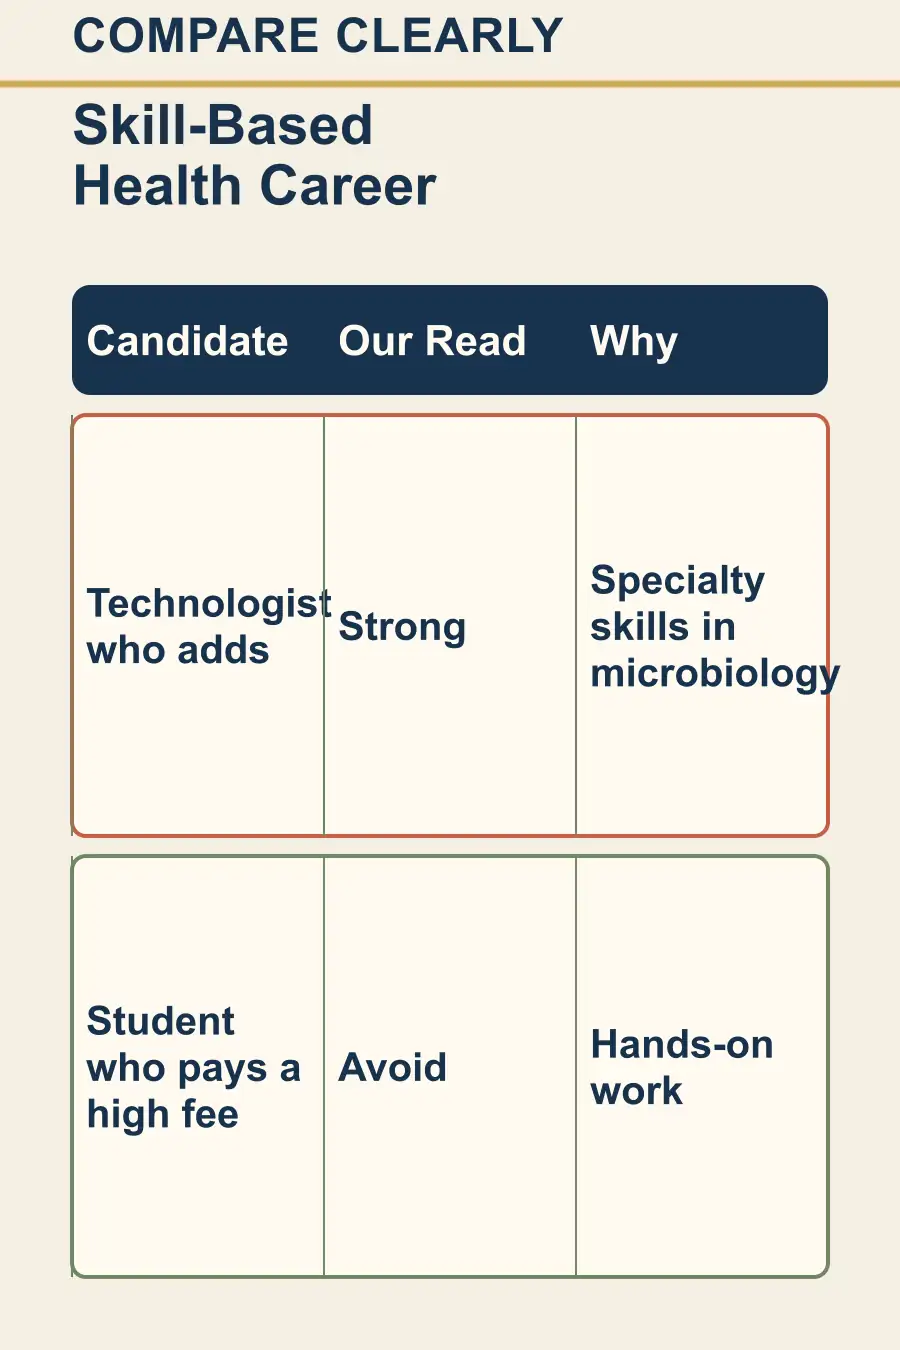 COMPARE CLEARLY
Skill-Based
Health Career
Candidate Our Read Why
Technologist
who adds
Strong
Specialty
skills in
microbiology
Student
who pays a
high fee
Avoid
Hands-on
work